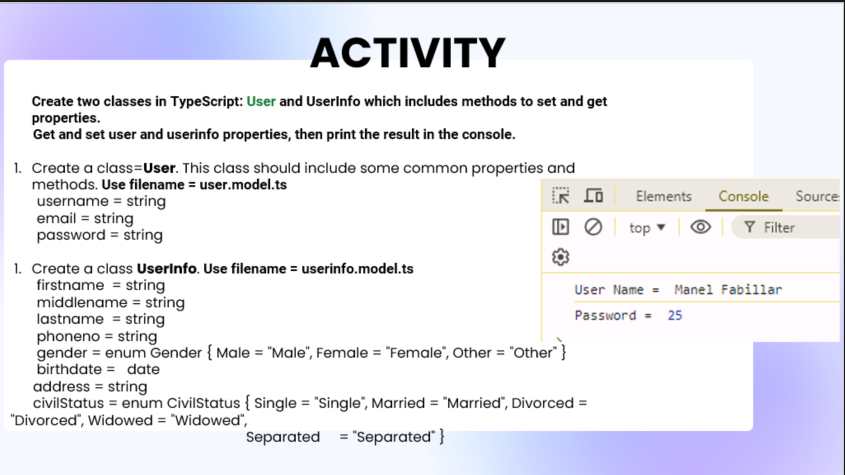 ACTIVITY
Create two classes in TypeScript: User and UserInfo which includes methods to set and get
properties.
Get and set user and userinfo properties, then print the result in the console.
1. Create a class=User. This class should include some common properties and
methods. Use filename = user.model.ts
username = string
email = string
password = string
1. Create a class UserInfo. Use filename = userinfo.model.ts
firstname = string
middlename = string
lastname = string
phoneno = string
gender = enum Gender { Male = "Male", Female = "Female", Other = "Other" }
birthdate = date
address = string
civilStatus = enum CivilStatus { Single = "Single", Married = "Married", Divorced =
"Divorced", Widowed = "Widowed",
Separated = "Separated" }
Elements Console Source
top ▼ Filter
User Name = Manel Fabillar
Password = 25